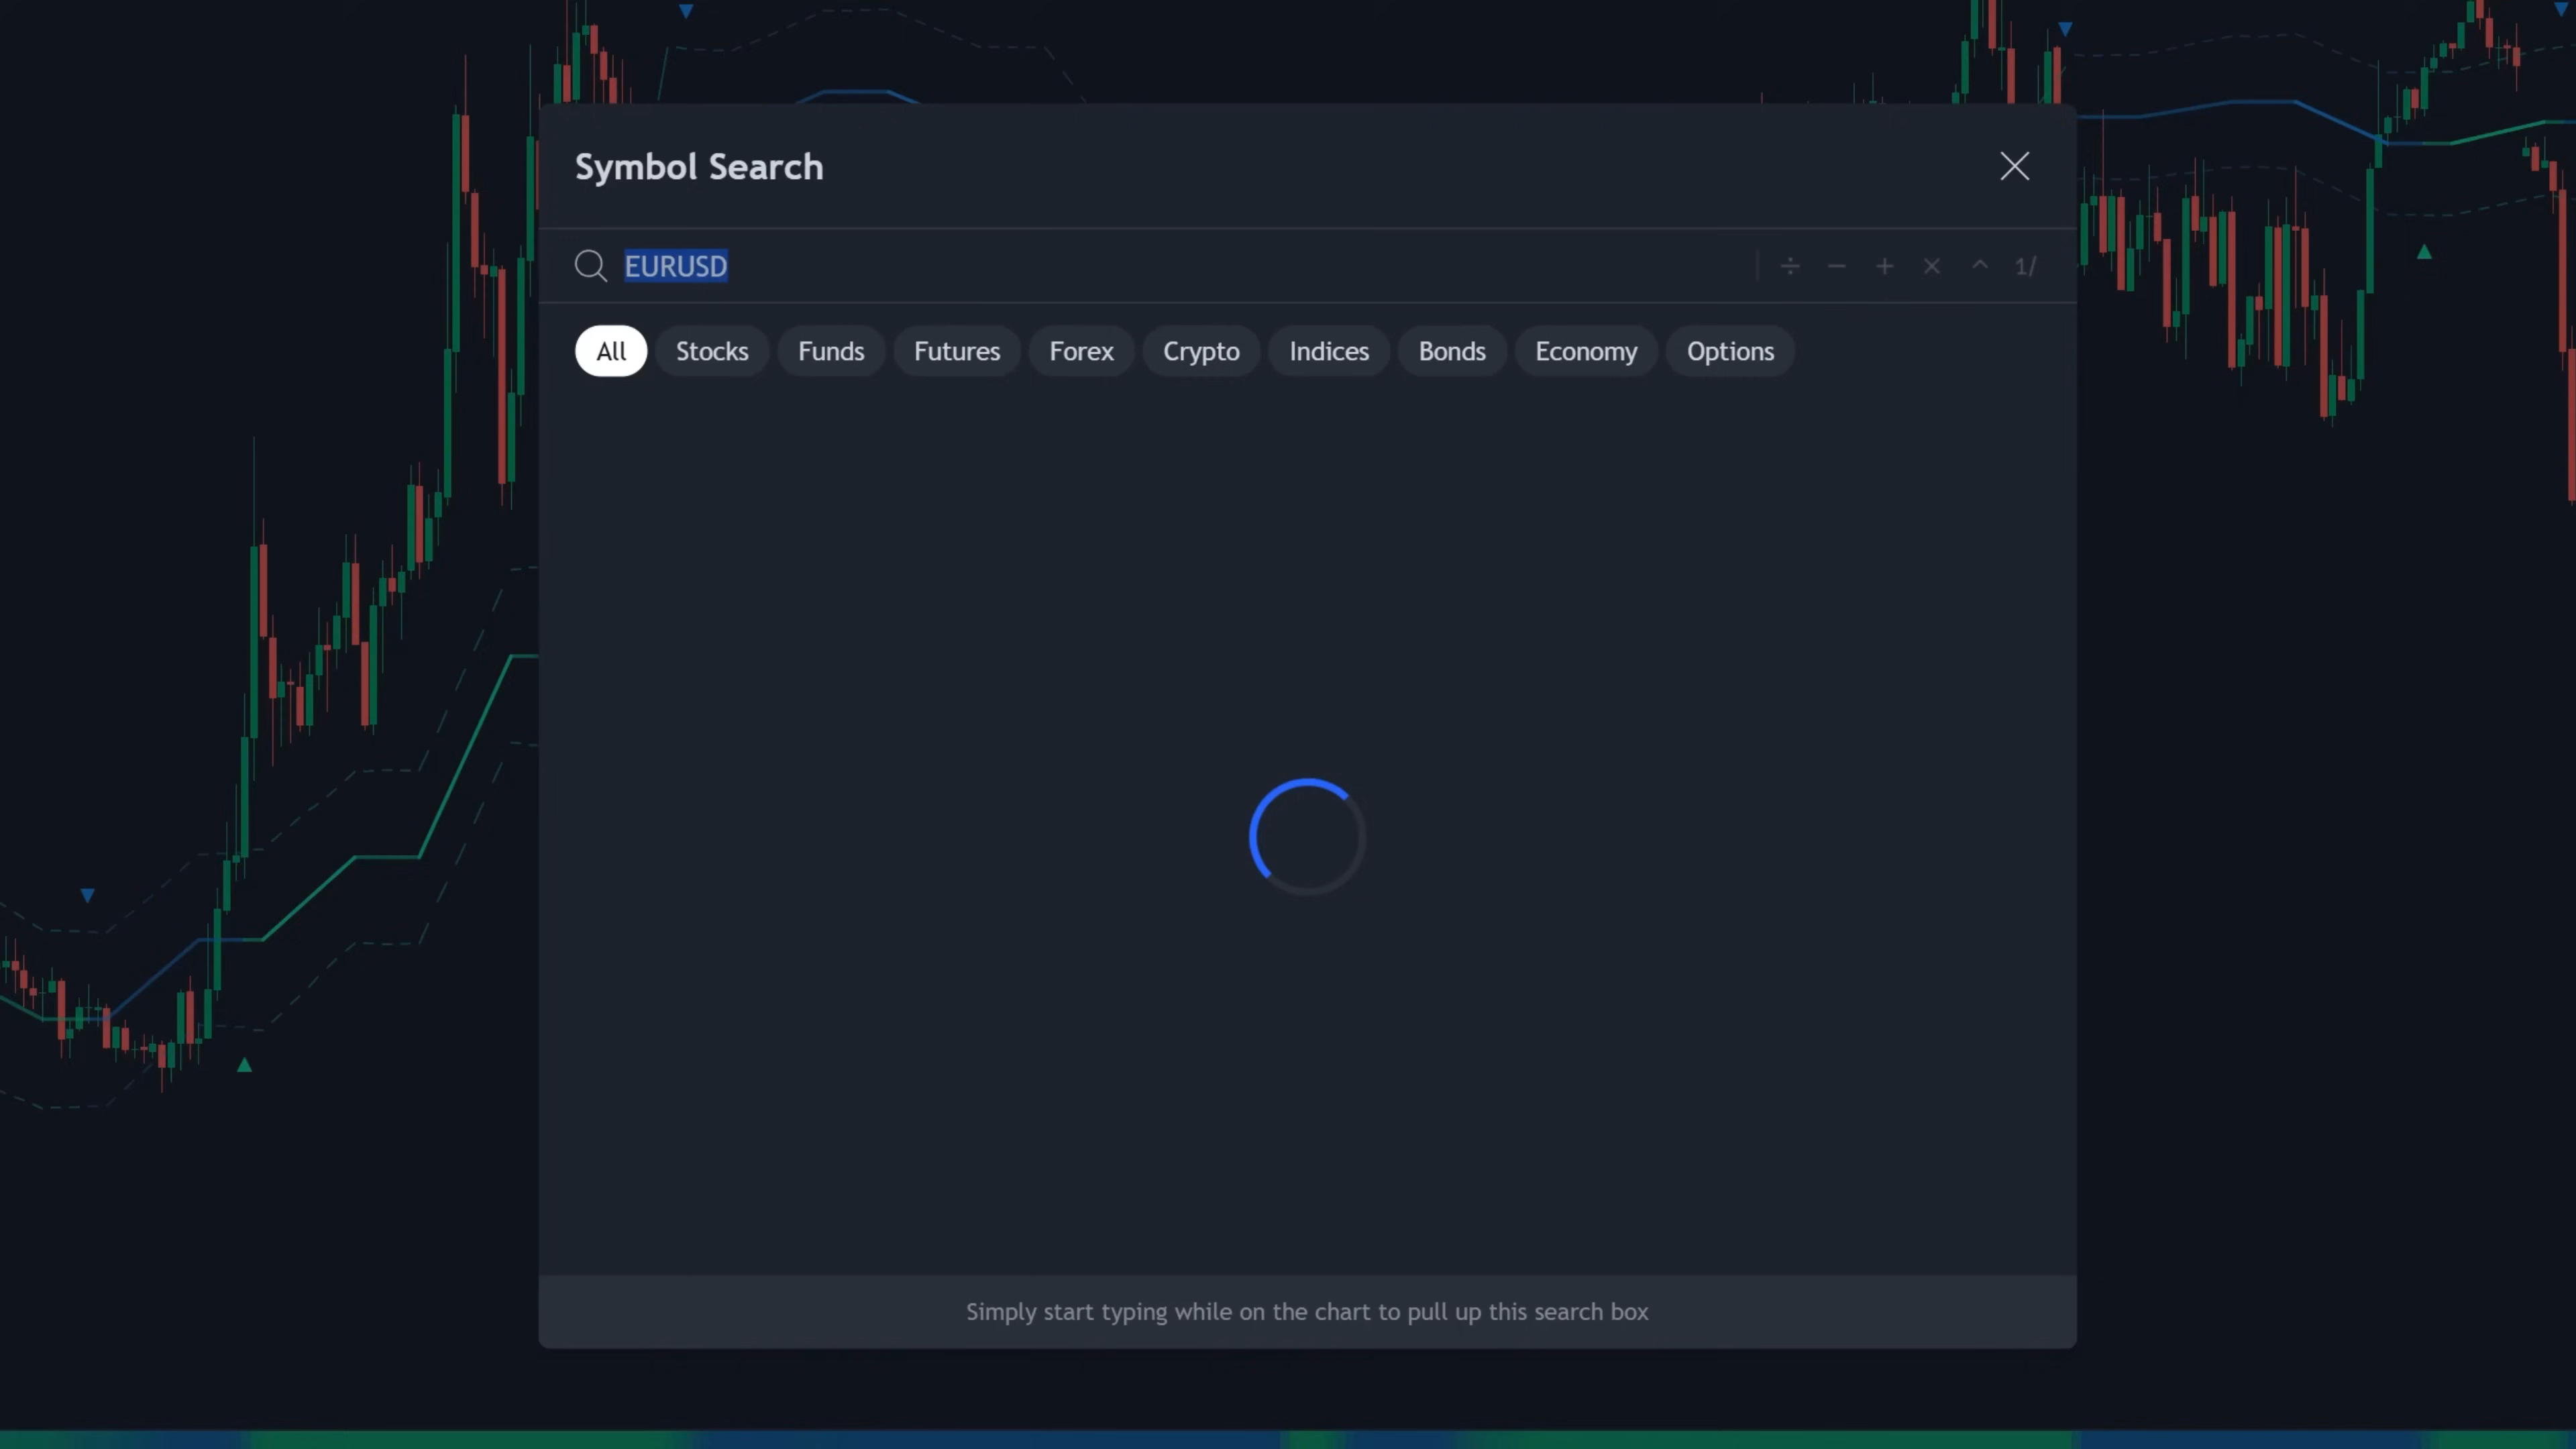 Symbol Search
EURUSD ÷ − + × ^ 1/
All Stocks Funds Futures Forex Crypto Indices Bonds Economy Options
Simply start typing while on the chart to pull up this search box